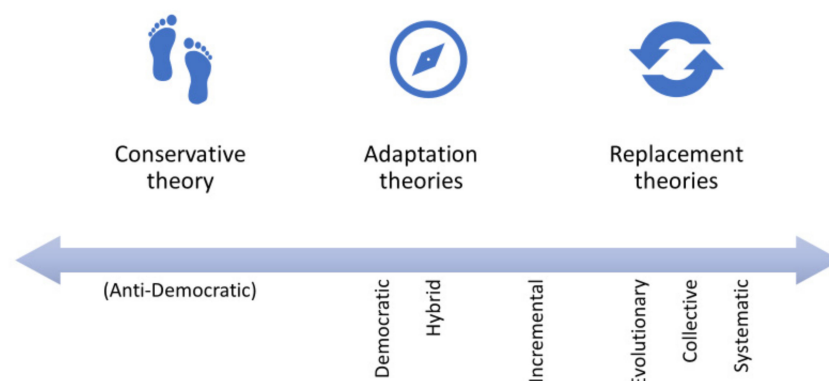 Conservative
theory
Adaptation
theories
Replacement
theories
(Anti-Democratic)
Democratic
Hybrid
Incremental
Evolutionary
Collective
Systematic